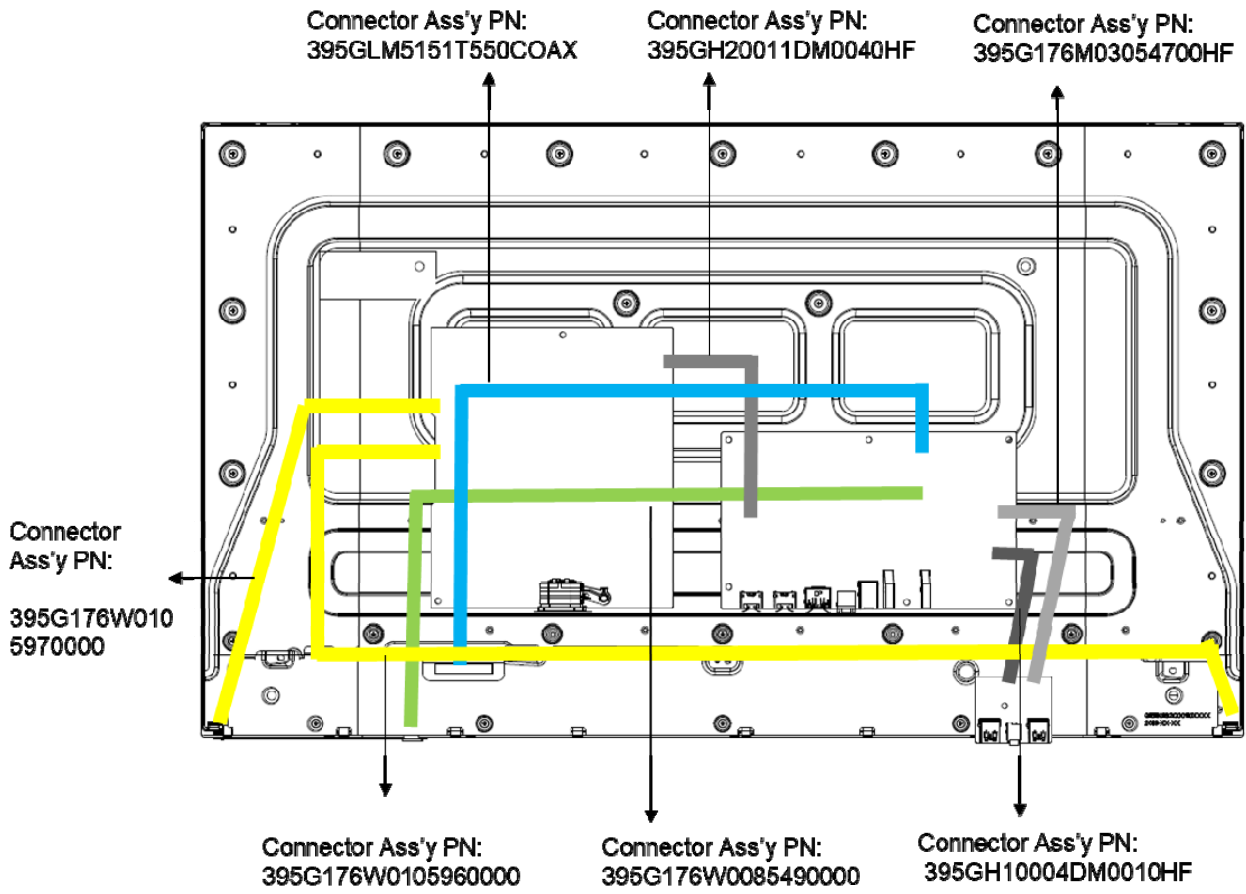 Connector Ass'y PN:
395GLM5151T550COAX
Connector Ass'y PN:
395GH20011DM0040HF
Connector Ass'y PN:
395G176M03054700HF
Connector
Ass'y PN:
395G176W010
5970000
Connector Ass'y PN:
395G176W0105960000
Connector Ass'y PN:
395G176W0085490000
Connector Ass'y PN:
395GH10004DM0010HF